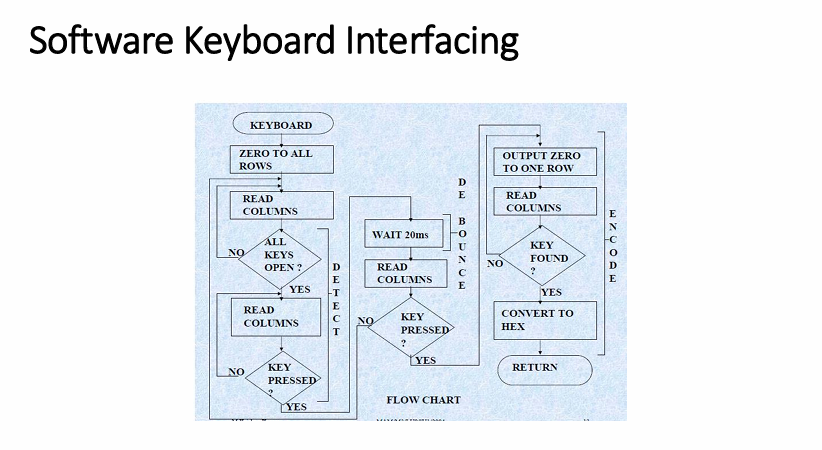 Software Keyboard Interfacing
KEYBOARD
ZERO TO ALL
ROWS
READ
COLUMNS
ALL
KEYS
OPEN ?
NO
YES
READ
COLUMNS
KEY
PRESSED
?
NO
YES
DETECT
WAIT 20ms
READ
COLUMNS
KEY
PRESSED
?
NO
YES
DE BOUNCE
OUTPUT ZERO
TO ONE ROW
READ
COLUMNS
KEY
FOUND
?
NO
YES
CONVERT TO
HEX
RETURN
ENCODE
FLOW CHART